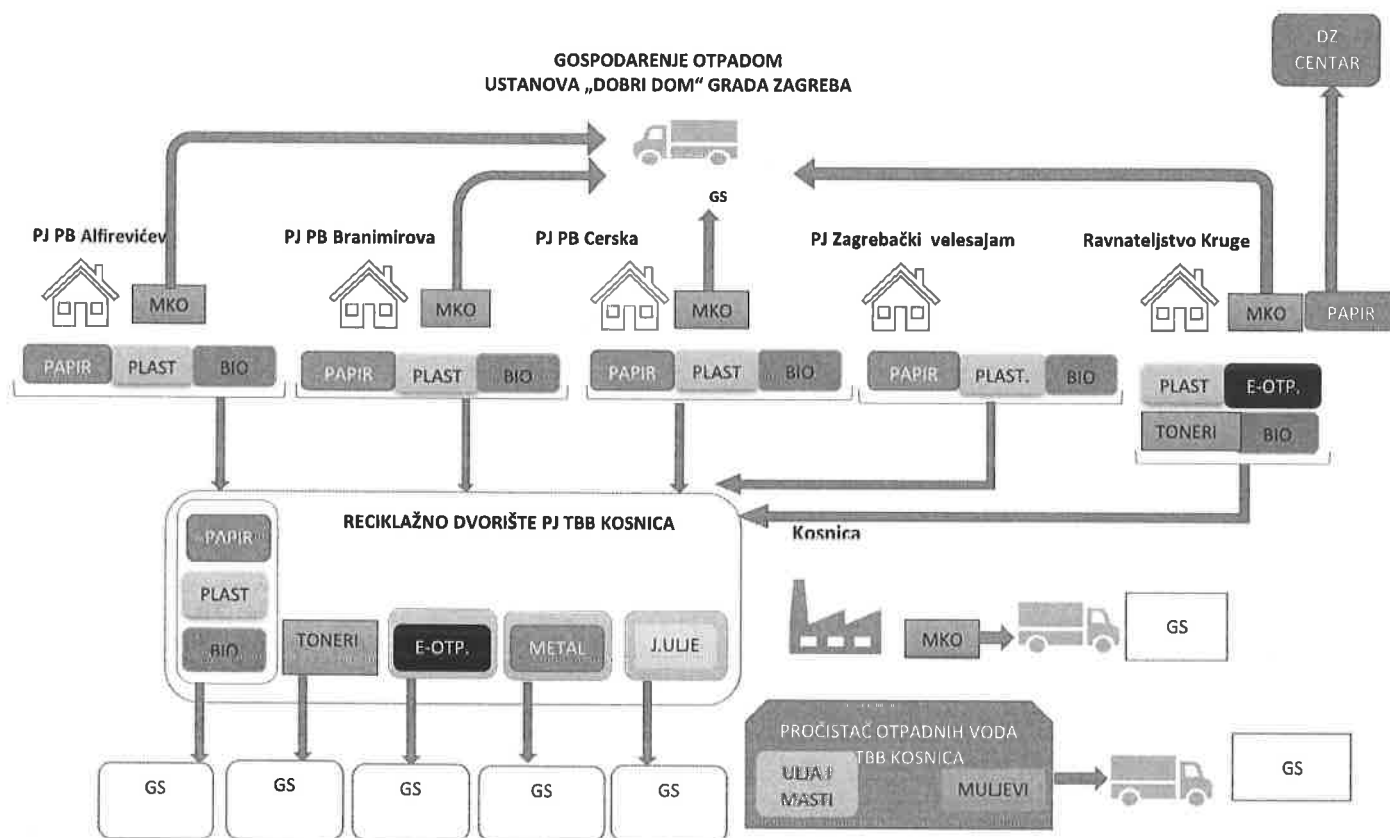 GOSPODARENJE OTPADOM
USTANOVA „DOBRI DOM“ GRADA ZAGREBA
DZ
CENTAR
GS
PJ PB Alfirevićev
PJ PB Branimirova
PJ PB Cerska
PJ Zagrebački velesajam
Ravnateljstvo Kruge
MKO
MKO
MKO
MKO
PAPIR
PAPIR
PLAST
BIO
PAPIR
PLAST
BIO
PAPIR
PLAST
BIO
PAPIR
PLAST.
BIO
PLAST
E-OTP.
TONERI
BIO
RECIKLAŽNO DVORIŠTE PJ TBB KOSNICA
PAPIR
PLAST
BIO
TONERI
E-OTP.
METAL
J.ULJE
Kosnica
MKO
GS
PROČISTAČ OTPADNIH VODA
TBB KOSNICA
ULJA I
MASTI
MULJEVI
GS
GS
GS
GS
GS
GS